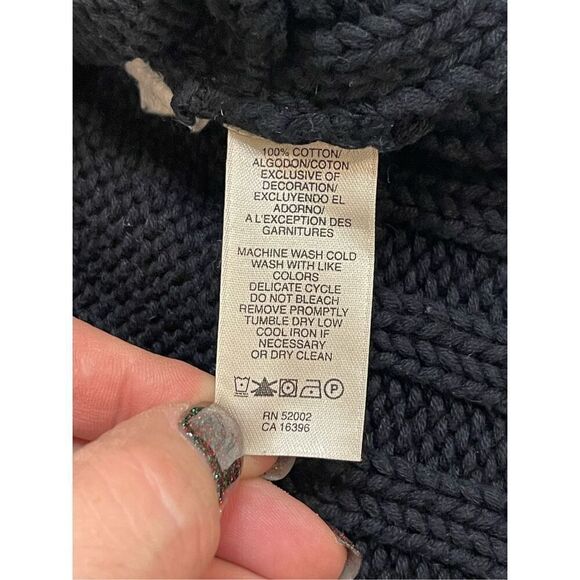 100% COTTON/
ALGODON/COTON
EXCLUSIVE OF
DECORATION/
EXCLUYENDO EL
ADORNO/
A L'EXCEPTION DES
GARNITURES
MACHINE WASH COLD
WASH WITH LIKE
COLORS
DELICATE CYCLE
DO NOT BLEACH
REMOVE PROMPTLY
TUMBLE DRY LOW
COOL IRON IF
NECESSARY
OR DRY CLEAN
P
RN 52002
CA 16396